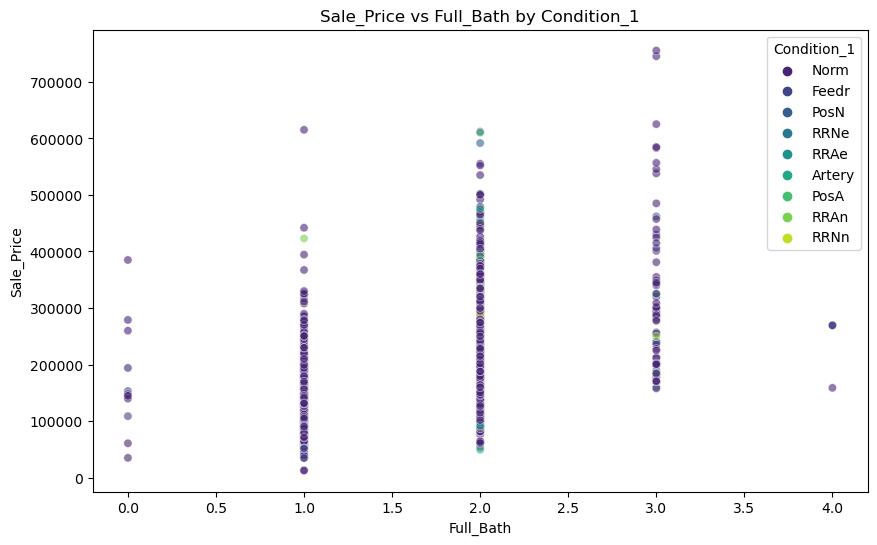 Sale_Price vs Full_Bath by Condition_1
Sale_Price
700000
600000
500000
400000
300000
200000
100000
0
0.0
0.5
1.0
1.5
2.0
2.5
3.0
3.5
4.0
Full_Bath
Condition_1
Norm
Feedr
PosN
RRNe
RRAe
Artery
PosA
RRAn
RRNn